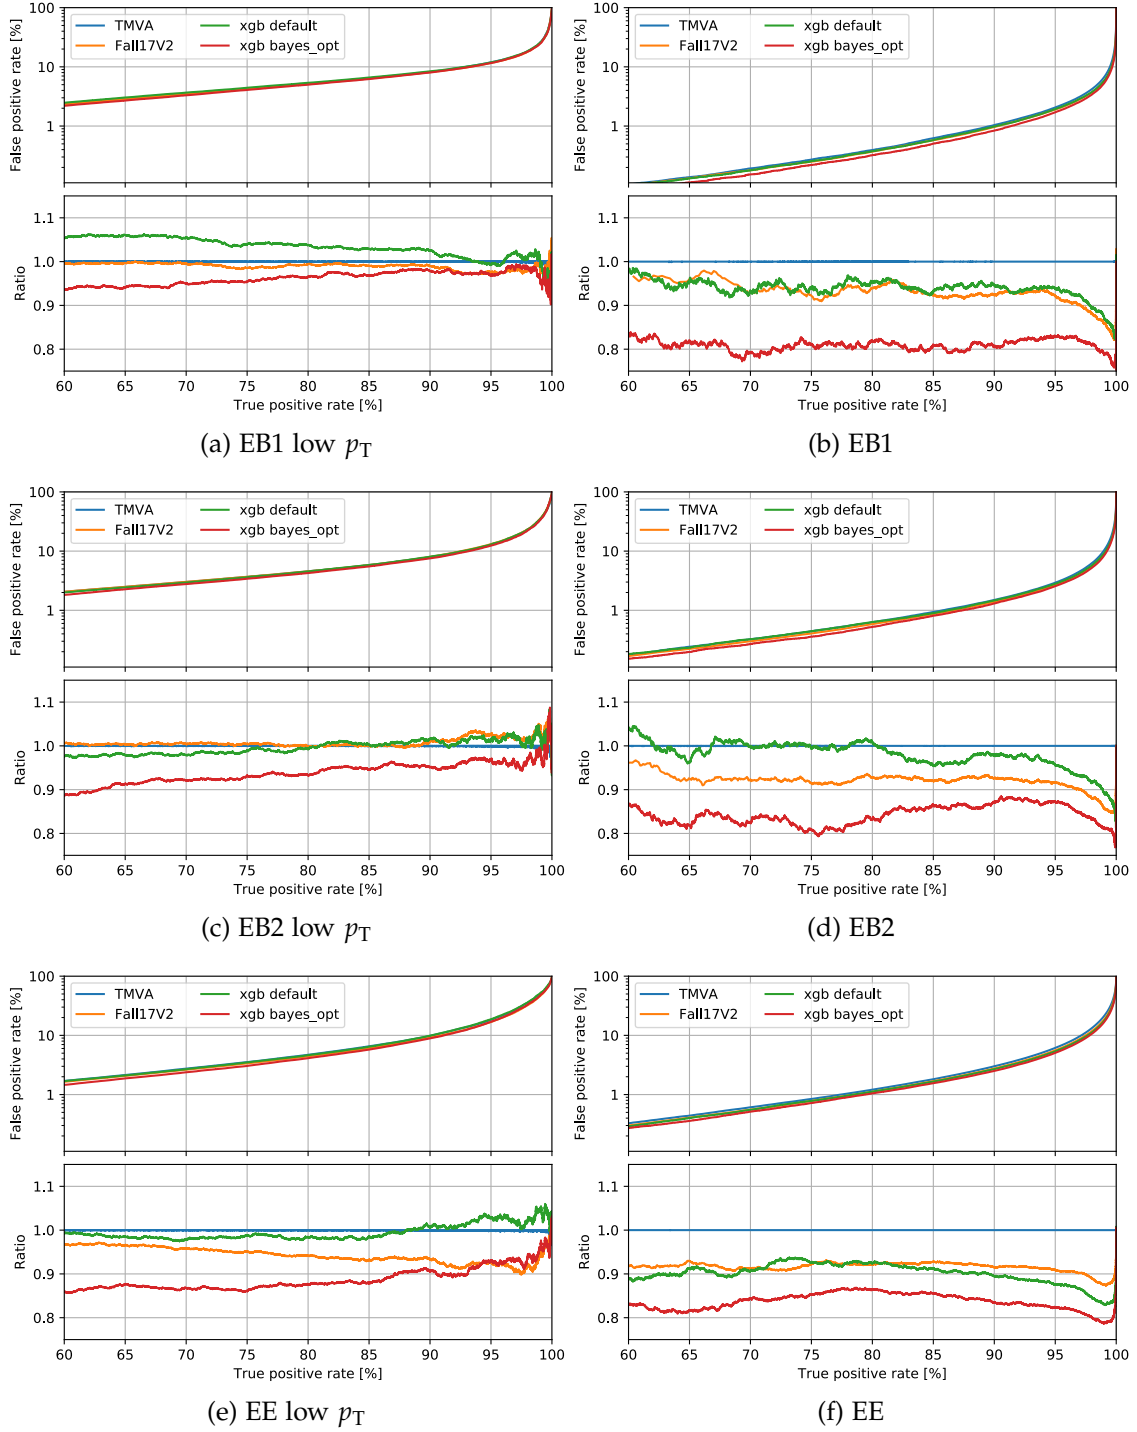 100
10
1
False positive rate [%]
TMVA
Fall17V2
xgb default
xgb bayes_opt
1.1
1.0
0.9
0.8
Ratio
60 65 70 75 80 85 90 95 100
True positive rate [%]
(a) EB1 low pT
100
10
1
False positive rate [%]
TMVA
Fall17V2
xgb default
xgb bayes_opt
1.1
1.0
0.9
0.8
Ratio
60 65 70 75 80 85 90 95 100
True positive rate [%]
(b) EB1
100
10
1
False positive rate [%]
TMVA
Fall17V2
xgb default
xgb bayes_opt
1.1
1.0
0.9
0.8
Ratio
60 65 70 75 80 85 90 95 100
True positive rate [%]
(c) EB2 low pT
100
10
1
False positive rate [%]
TMVA
Fall17V2
xgb default
xgb bayes_opt
1.1
1.0
0.9
0.8
Ratio
60 65 70 75 80 85 90 95 100
True positive rate [%]
(d) EB2
100
10
1
False positive rate [%]
TMVA
Fall17V2
xgb default
xgb bayes_opt
1.1
1.0
0.9
0.8
Ratio
60 65 70 75 80 85 90 95 100
True positive rate [%]
(e) EE low pT
100
10
1
False positive rate [%]
TMVA
Fall17V2
xgb default
xgb bayes_opt
1.1
1.0
0.9
0.8
Ratio
60 65 70 75 80 85 90 95 100
True positive rate [%]
(f) EE